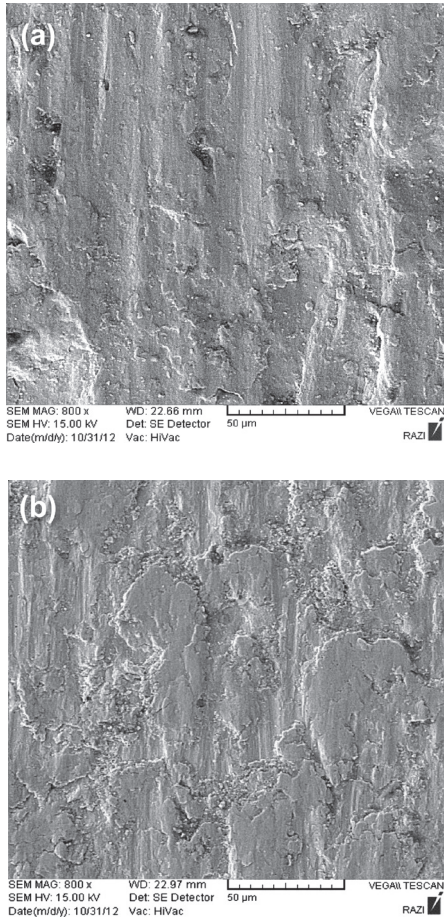 (a)
SEM MAG: 800 x WD: 22.66 mm
SEM HV: 15.00 kV Det: SE Detector 50 µm VEGA\\ TESCAN
Date(m/d/y): 10/31/12 Vac: HiVac RAZI
(b)
SEM MAG: 800 x WD: 22.97 mm
SEM HV: 15.00 kV Det: SE Detector 50 µm VEGA\\ TESCAN
Date(m/d/y): 10/31/12 Vac: HiVac RAZI